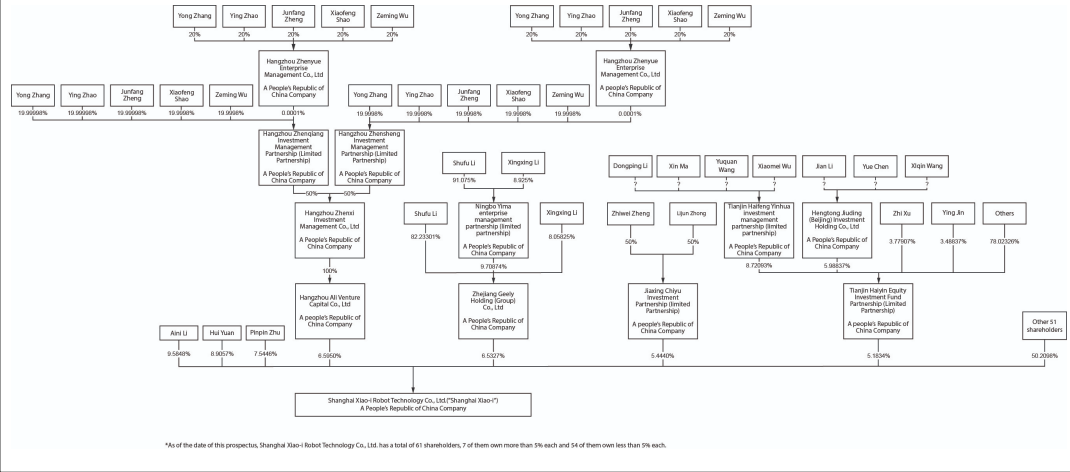 Yong Zhang
Ying Zhao
Junfang
Zheng
Xiaofeng
Shao
Zeming Wu
Yong Zhang
Ying Zhao
Junfang
Zheng
Xiaofeng
Shao
Zeming Wu
20%
20%
20%
20%
20%
20%
20%
20%
20%
20%
Hangzhou Zhenyue
Enterprise
Management Co., Ltd
A People's Republic of
China Company
Hangzhou Zhenyue
Enterprise
Management Co., Ltd
A People's Republic of
China Company
Yong Zhang
Ying Zhao
Junfang
Zheng
Xiaofeng
Shao
Zeming Wu
Yong Zhang
Ying Zhao
Junfang
Zheng
Xiaofeng
Shao
Zeming Wu
19.99998%
19.99998%
19.99998%
19.99998%
19.9998%
0.0001%
19.9998%
19.9998%
19.9998%
19.9998%
19.9998%
0.0001%
Hangzhou Zhenqiang
Investment
Management
Partnership (Limited
Partnership)
A People's Republic of
China Company
Hangzhou Zhensheng
Investment
Management
Partnership (Limited
Partnership)
A People's Republic of
China Company
50%
50%
Shufu Li
Xingxing Li
91.075%
8.925%
Dongping Li
Xin Ma
Yuquan
Wang
Xiaomei Wu
Jian Li
Yue Chen
Xiqin Wang
?
?
?
?
?
?
?
Hangzhou Zhenxi
Investment
Management Co., Ltd
A People's Republic of
China Company
Shufu Li
Ningbo Yima
enterprise
management
partnership (limited
partnership)
A People's Republic of
China Company
Xingxing Li
Zhiwei Zheng
Lijun Zhong
Tianjin Haifeng Yinhua
investment
management
partnership (limited
partnership)
A People's Republic of
China Company
Hengtong Jiuding
(Beijing) Investment
Holding Co., Ltd
A People's Republic of
China Company
Zhi Xu
Ying Jin
Others
82.23301%
8.05825%
50%
50%
3.77907%
3.48837%
78.02326%
100%
9.70874%
8.72093%
5.98837%
Hangzhou Ali Venture
Capital Co., Ltd
A people's Republic of
China Company
Zhejiang Geely
Holding (Group)
Co., Ltd
A People's Republic of
China Company
Jiaxing Chiyu
Investment
Partnership (limited
Partnership)
A people's Republic of
China Company
Tianjin Haiyin Equity
Investment Fund
Partnership (Limited
Partnership)
A people's Republic of
China Company
Aini Li
Hui Yuan
Pinpin Zhu
Other 51
shareholders
9.5848%
8.9057%
7.5446%
6.5950%
6.5327%
5.4440%
5.1834%
50.2098%
Shanghai Xiao-i Robot Technology Co., Ltd.("Shanghai Xiao-i")
A People's Republic of China Company
*As of the date of this prospectus, Shanghai Xiao-i Robot Technology Co., Ltd. has a total of 61 shareholders, 7 of them own more than 5% each and 54 of them own less than 5% each.